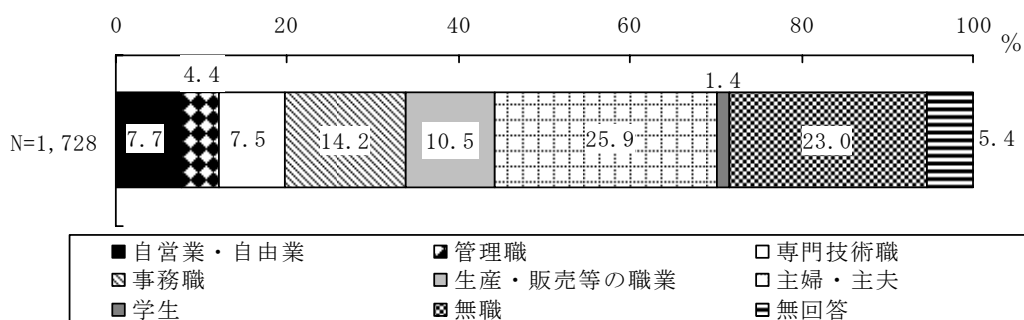 0 20 40 60 80 100
%
4.4 1.4
N=1,728 7.7 7.5 14.2 10.5 25.9 23.0 5.4
自営業・自由業 管理職 専門技術職
事務職 生産・販売等の職業 主婦・主夫
学生 無職 無回答